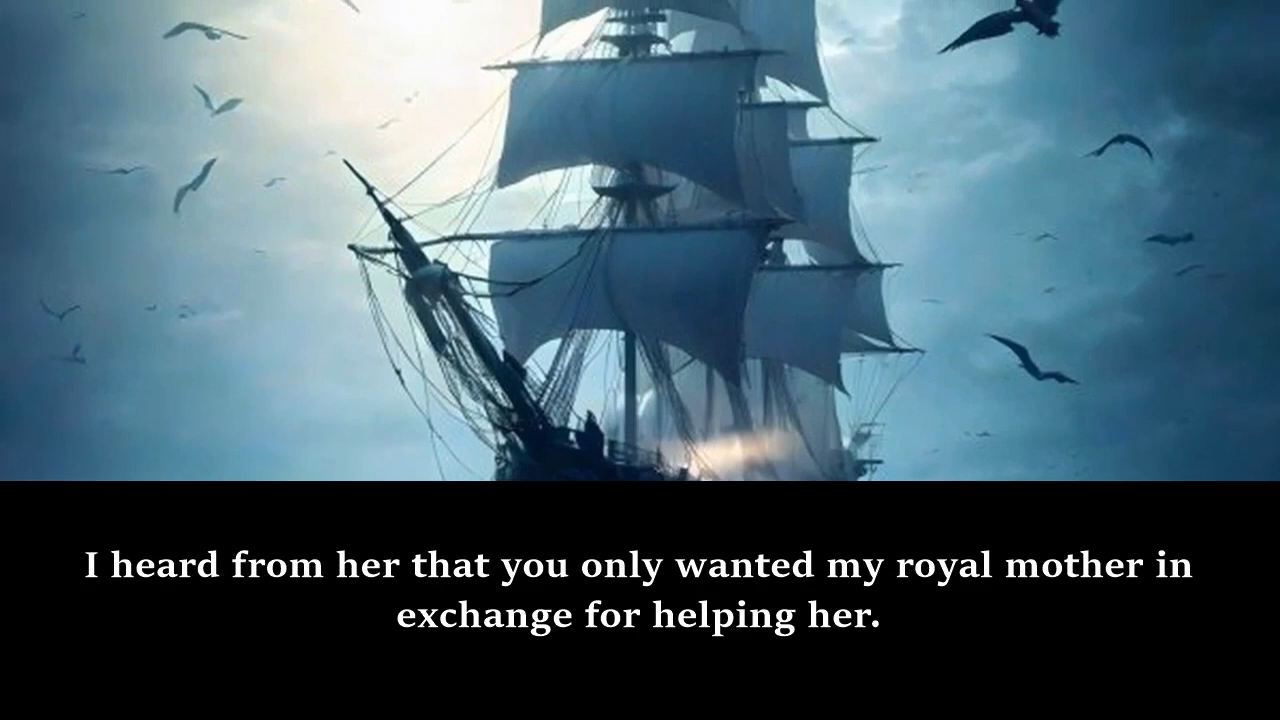 I heard from her that you only wanted my royal mother in
exchange for helping her.